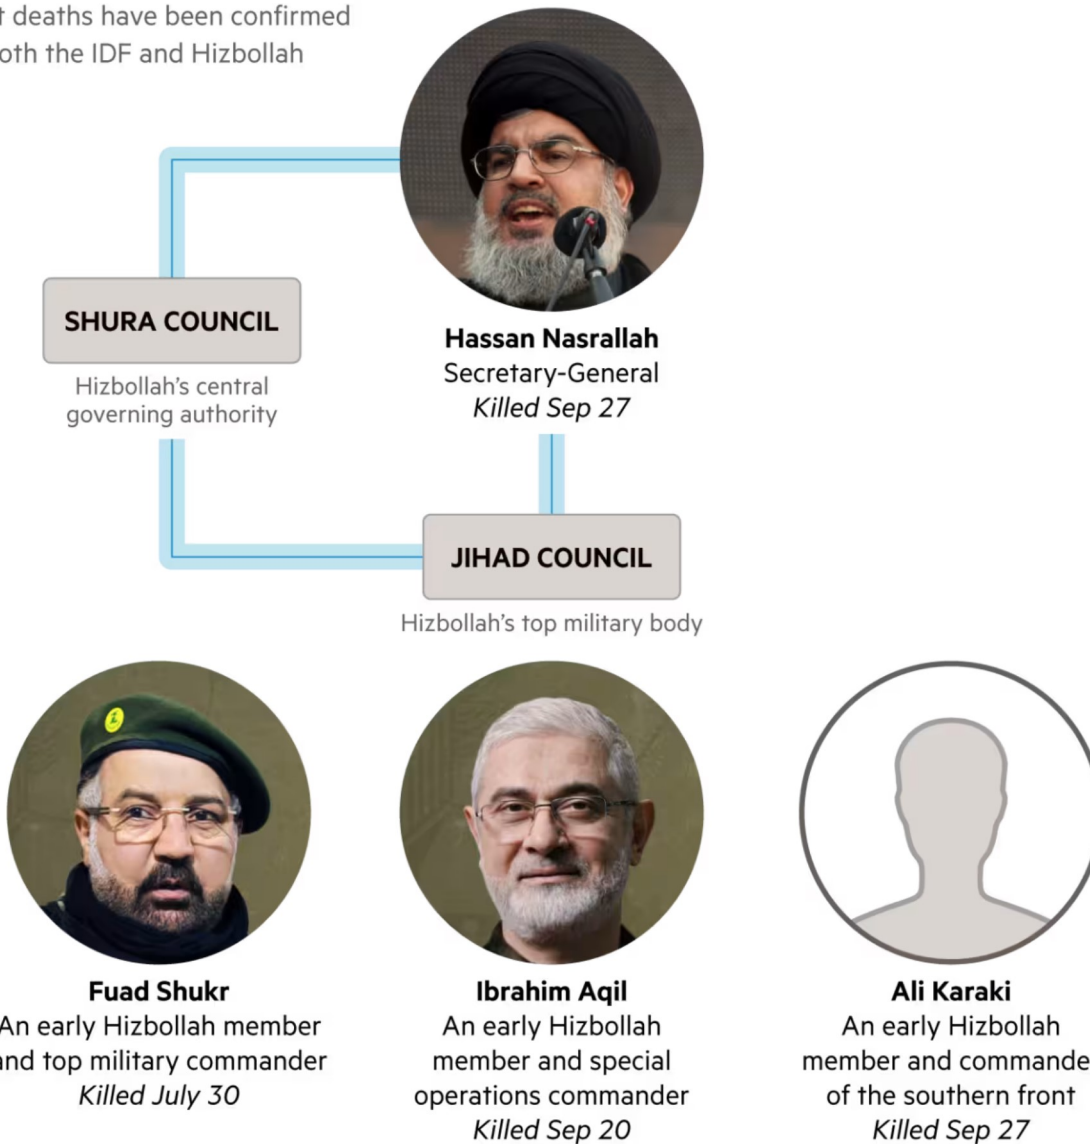 t deaths have been confirmed
oth the IDF and Hizbollah
SHURA COUNCIL
Hizbollah’s central
governing authority
Hassan Nasrallah
Secretary-General
Killed Sep 27
JIHAD COUNCIL
Hizbollah’s top military body
Fuad Shukr
An early Hizbollah member
nd top military commander
Killed July 30
Ibrahim Aqil
An early Hizbollah
member and special
operations commander
Killed Sep 20
Ali Karaki
An early Hizbollah
member and commande
of the southern front
Killed Sep 27